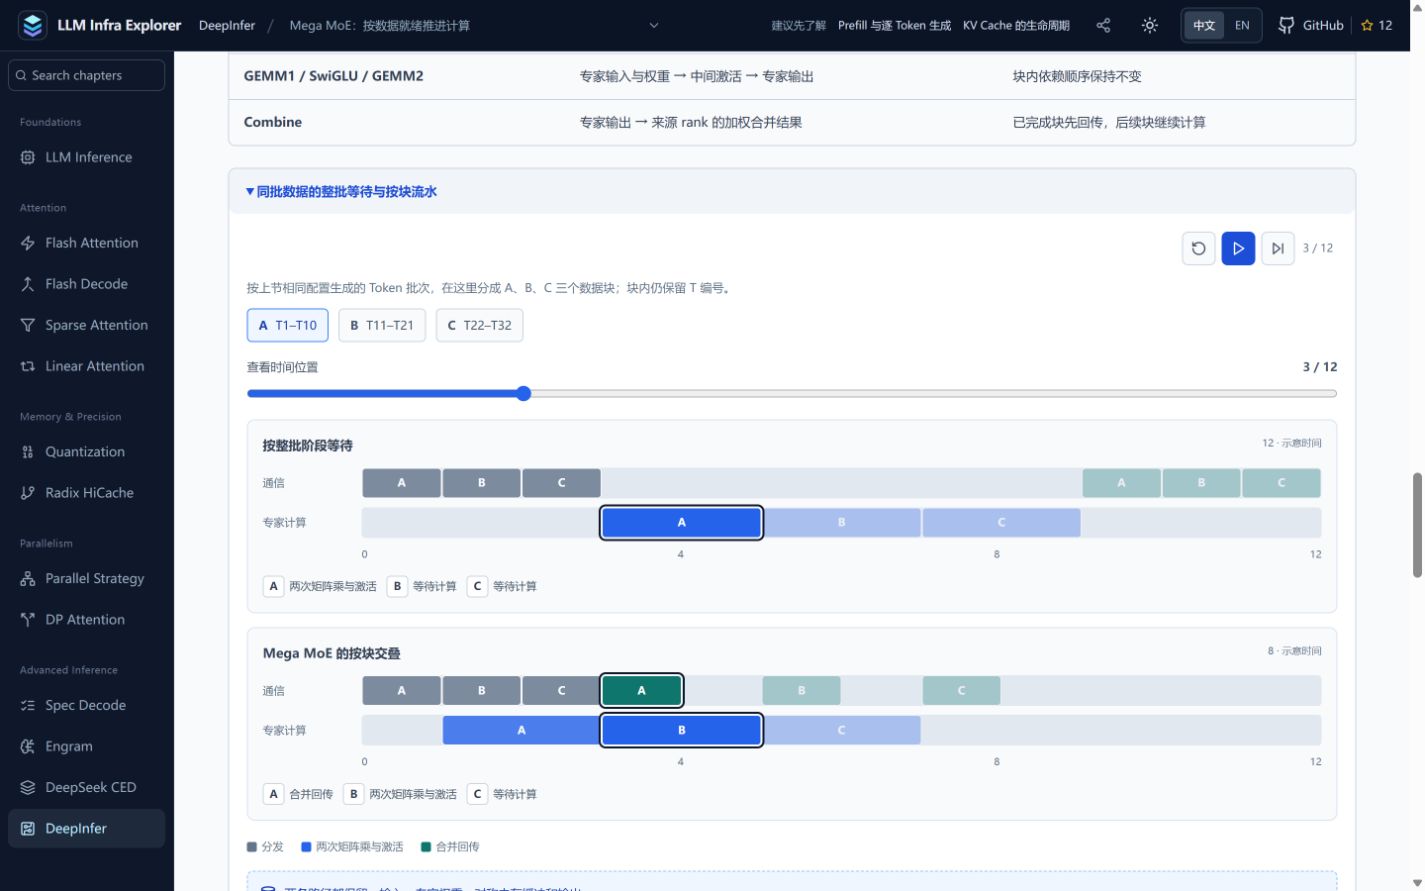 LLM Infra Explorer DeepInfer / Mega MoE：按数据就绪推进计算 建议先了解 Prefill 与逐 Token 生成 KV Cache 的生命周期 中文 EN GitHub 12
Search chapters
Foundations
LLM Inference
Attention
Flash Attention
Flash Decode
Sparse Attention
Linear Attention
Memory & Precision
Quantization
Radix HiCache
Parallelism
Parallel Strategy
DP Attention
Advanced Inference
Spec Decode
Engram
DeepSeek CED
DeepInfer
GEMM1 / SwiGLU / GEMM2 专家输入与权重 → 中间激活 → 专家输出 块内依赖顺序保持不变
Combine 专家输出 → 来源 rank 的加权合并结果 已完成块先回传，后续块继续计算
▼同批数据的整批等待与按块流水
3 / 12
按上节相同配置生成的 Token 批次，在这里分成 A、B、C 三个数据块；块内仍保留 T 编号。
A T1–T10 B T11–T21 C T22–T32
查看时间位置 3 / 12
按整批阶段等待 12 · 示意时间
通信 A B C A B C
专家计算 A B C
0 4 8 12
A 两次矩阵乘与激活 B 等待计算 C 等待计算
Mega MoE 的按块交叠 8 · 示意时间
通信 A B C A B C
专家计算 A B C
0 4 8 12
A 合并回传 B 两次矩阵乘与激活 C 等待计算
分发 两次矩阵乘与激活 合并回传